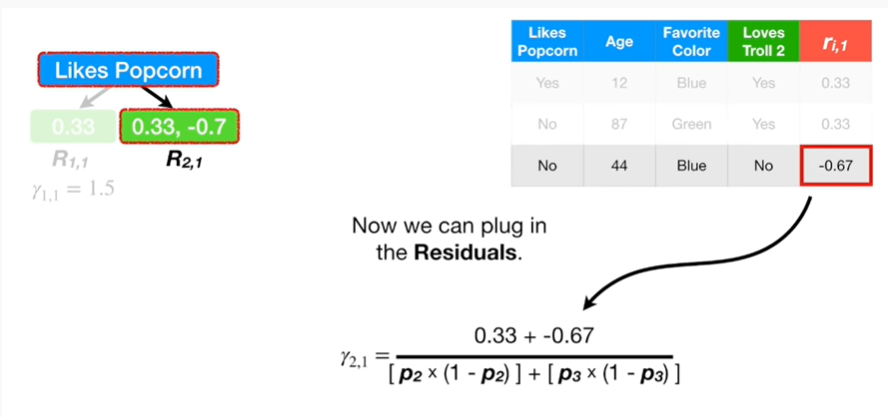 Likes Popcorn
0.33
0.33, -0.7
R1,1
R2,1
γ1,1 = 1.5
Likes Popcorn Age Favorite Color Loves Troll 2 ri,1
Yes 12 Blue Yes 0.33
No 87 Green Yes 0.33
No 44 Blue No -0.67
Now we can plug in
the Residuals.
0.33 + -0.67
γ2,1 =
[ p2 × (1 - p2) ] + [ p3 × (1 - p3) ]